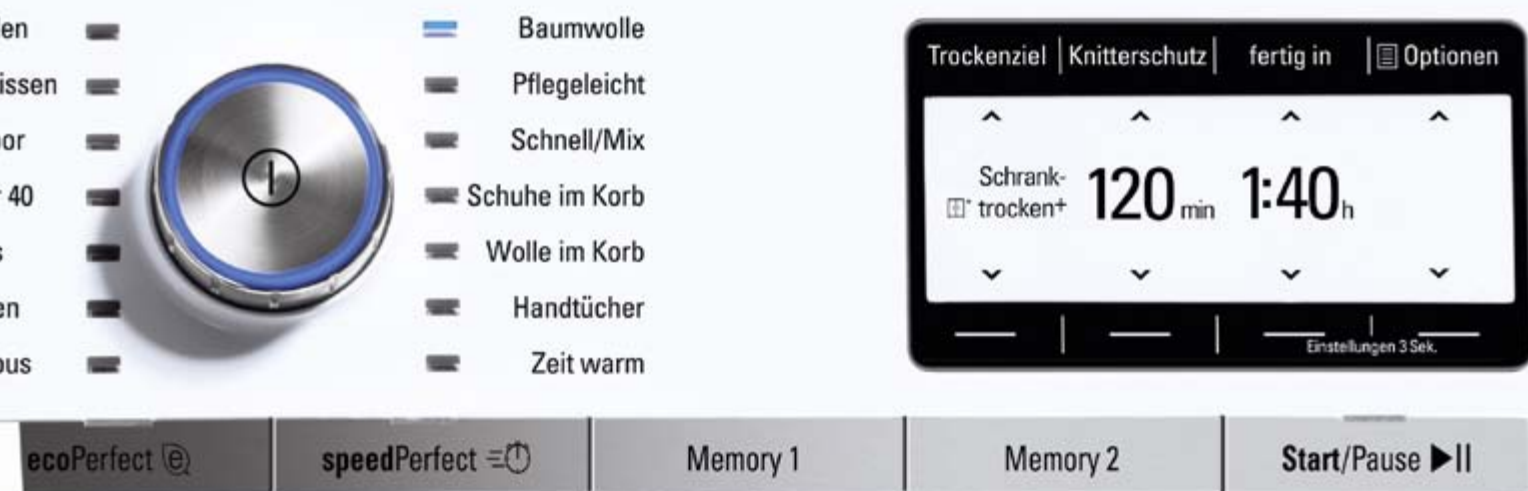 Baumwolle
Pflegeleicht
Schnell/Mix
40
Schuhe im Korb
Wolle im Korb
Handtücher
Zeit warm
Trockenziel Knitterschutz fertig in Optionen
Schrank-
trocken+ 120 min 1:40 h
Einstellungen 3 Sek.
ecoPerfect speedPerfect Memory 1 Memory 2 Start/Pause